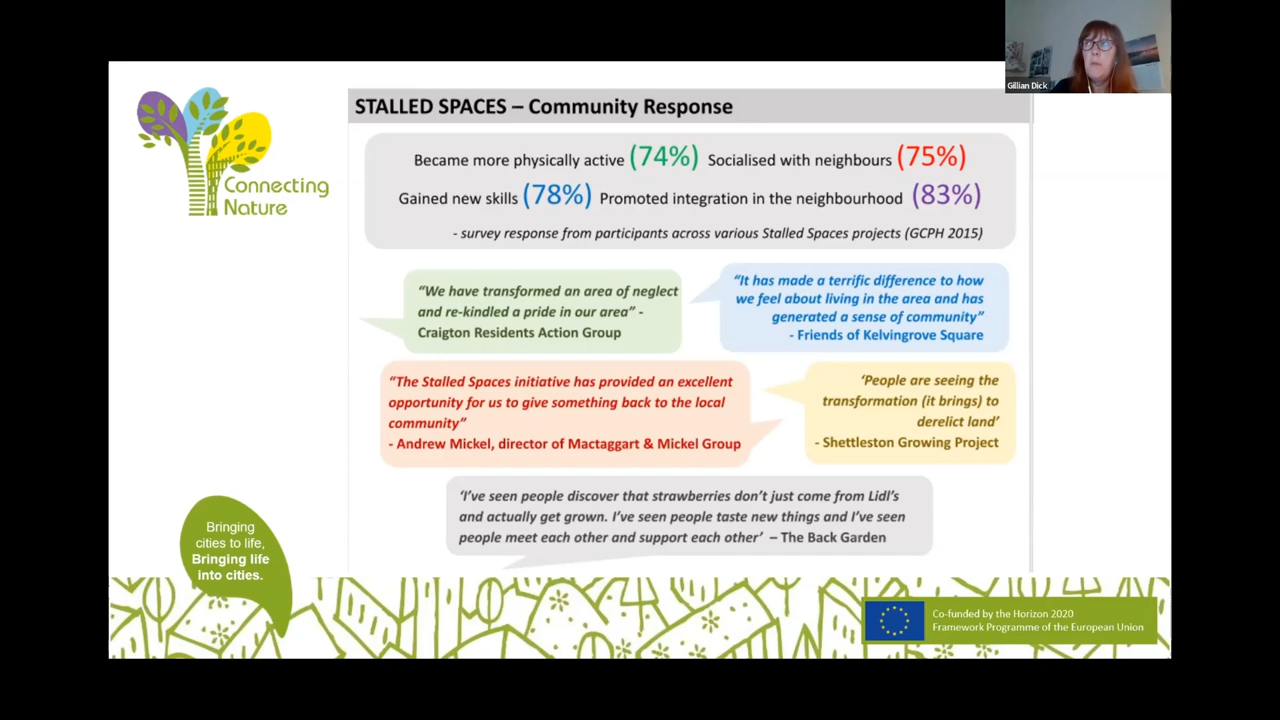 Gillian Dick
Connecting
Nature
STALLED SPACES – Community Response
Became more physically active (74%) Socialised with neighbours (75%)
Gained new skills (78%) Promoted integration in the neighbourhood (83%)
- survey response from participants across various Stalled Spaces projects (GCPH 2015)
“We have transformed an area of neglect
and re-kindled a pride in our area” -
Craigton Residents Action Group
“It has made a terrific difference to how
we feel about living in the area and has
generated a sense of community”
- Friends of Kelvingrove Square
“The Stalled Spaces initiative has provided an excellent
opportunity for us to give something back to the local
community”
- Andrew Mickel, director of Mactaggart & Mickel Group
‘People are seeing the
transformation (it brings) to
derelict land’
- Shettleston Growing Project
‘I’ve seen people discover that strawberries don’t just come from Lidl’s
and actually get grown. I’ve seen people taste new things and I’ve seen
people meet each other and support each other’ – The Back Garden
Bringing
cities to life,
Bringing life
into cities.
Co-funded by the Horizon 2020
Framework Programme of the European Union